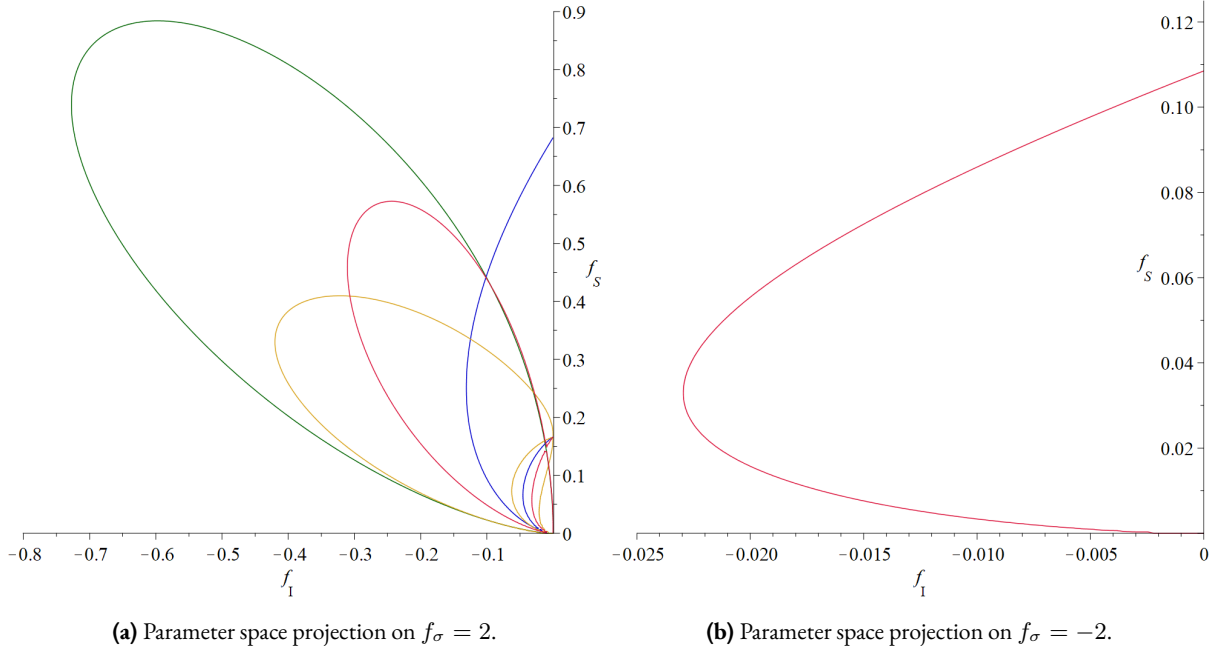 0.9
0.8
0.7
0.6
0.5
f_S
0.4
0.3
0.2
0.1
0
−0.8 −0.7 −0.6 −0.5 −0.4 −0.3 −0.2 −0.1
f_I
0.12
0.10
0.08
f_S
0.06
0.04
0.02
−0.025 −0.020 −0.015 −0.010 −0.005 0
f_I
(a) Parameter space projection on f_σ = 2.
(b) Parameter space projection on f_σ = −2.